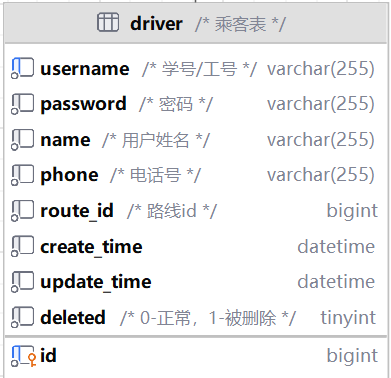 driver /* 乘客表 */
username /* 学号/工号 */ varchar(255)
password /* 密码 */ varchar(255)
name /* 用户姓名 */ varchar(255)
phone /* 电话号 */ varchar(255)
route_id /* 路线id */ bigint
create_time datetime
update_time datetime
deleted /* 0-正常，1-被删除 */ tinyint
id bigint